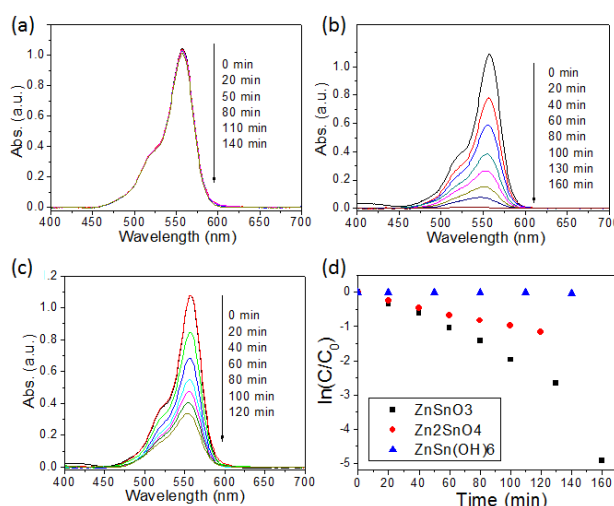 (a)
1.0
0.8
0.6
0.4
0.2
0.0
Abs. (a.u.)
0 min
20 min
50 min
80 min
110 min
140 min
400 450 500 550 600 650 700
Wavelength (nm)
(b)
1.0
0.8
0.6
0.4
0.2
0.0
Abs. (a.u.)
0 min
20 min
40 min
60 min
80 min
100 min
130 min
160 min
400 450 500 550 600 650 700
Wavelength (nm)
(c)
.2
1.0
0.8
0.6
0.4
0.2
0.0
Abs. (a.u.)
0 min
20 min
40 min
60 min
80 min
100 min
120 min
400 450 500 550 600 650 700
Wavelength (nm)
(d)
0
-1
-2
-3
-4
-5
ln(C/C0)
ZnSnO3
Zn2SnO4
ZnSn(OH)6
0 20 40 60 80 100 120 140 160
Time (min)